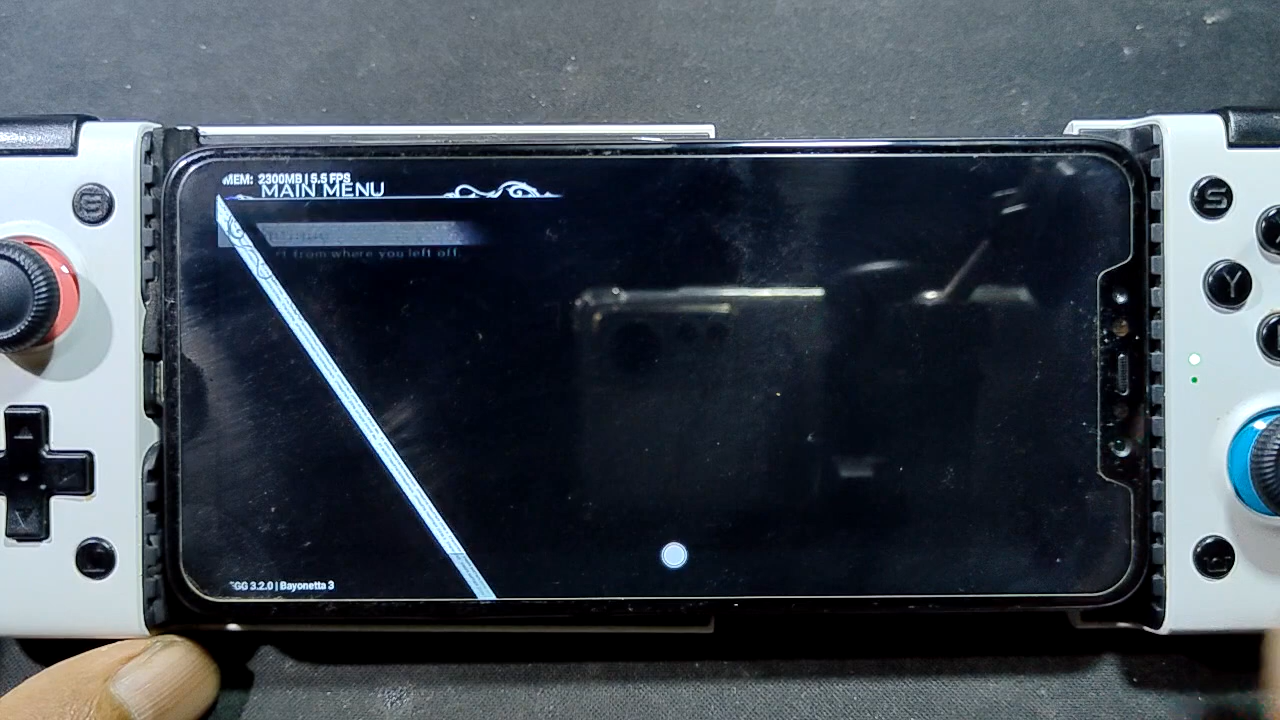 MEM: 2300MB | 5.5 FPS
MAIN MENU
from where you left off.
EGG 3.2.0 | Bayonetta 3
S
S
Y